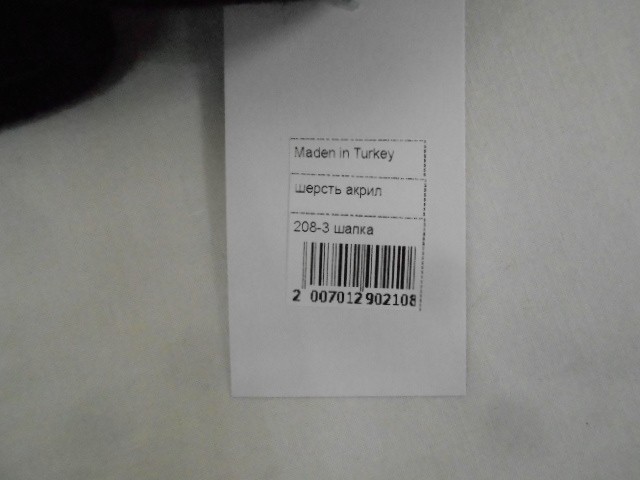 Maden in Turkey
шерсть акрил
208-3 шапка
2 007012 902108